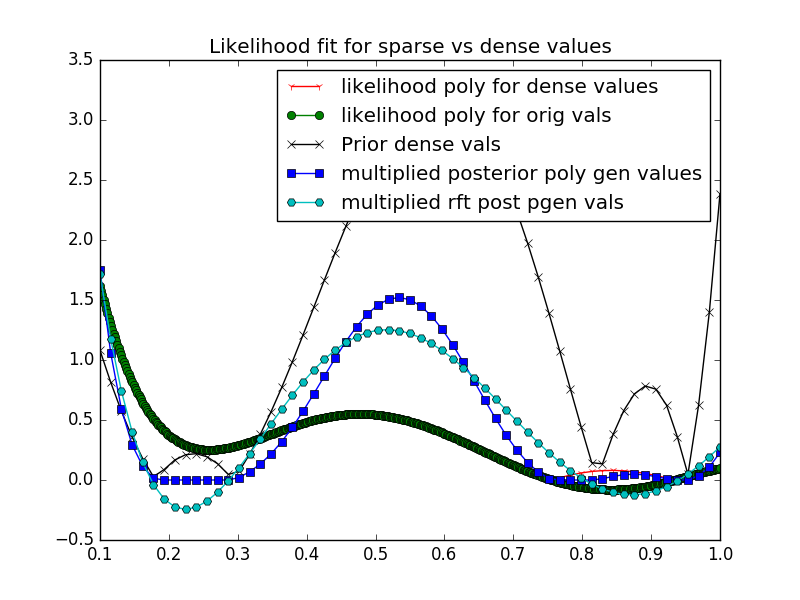 Likelihood fit for sparse vs dense values
likelihood poly for dense values
likelihood poly for orig vals
Prior dense vals
multiplied posterior poly gen values
multiplied rft post pgen vals
3.5
3.0
2.5
2.0
1.5
1.0
0.5
0.0
−0.5
0.1 0.2 0.3 0.4 0.5 0.6 0.7 0.8 0.9 1.0